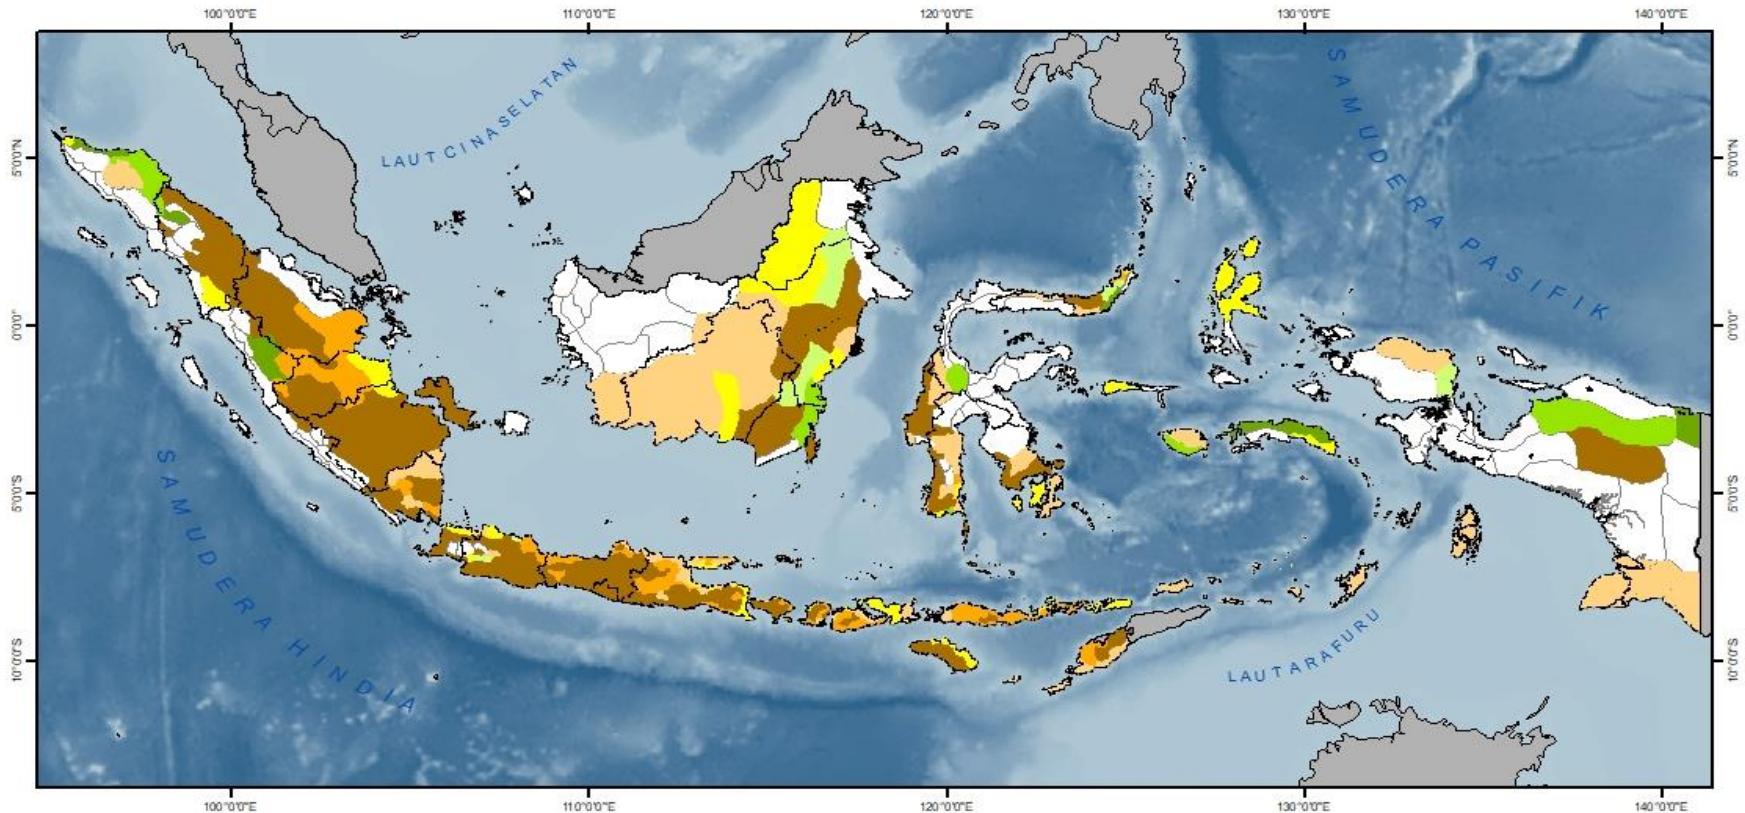 100°0'0"E 110°0'0"E 120°0'0"E 130°0'0"E 140°0'0"E
LAUT CINA SELATAN
SAMUDERA PASIFIK
5°0'0"N 5°0'0"N
0°0'0" 0°0'0"
5°0'0"S 5°0'0"S
SAMUDERA HINDIA
LAUT ARAFURU
10°0'0"S 10°0'0"S
100°0'0"E 110°0'0"E 120°0'0"E 130°0'0"E 140°0'0"E